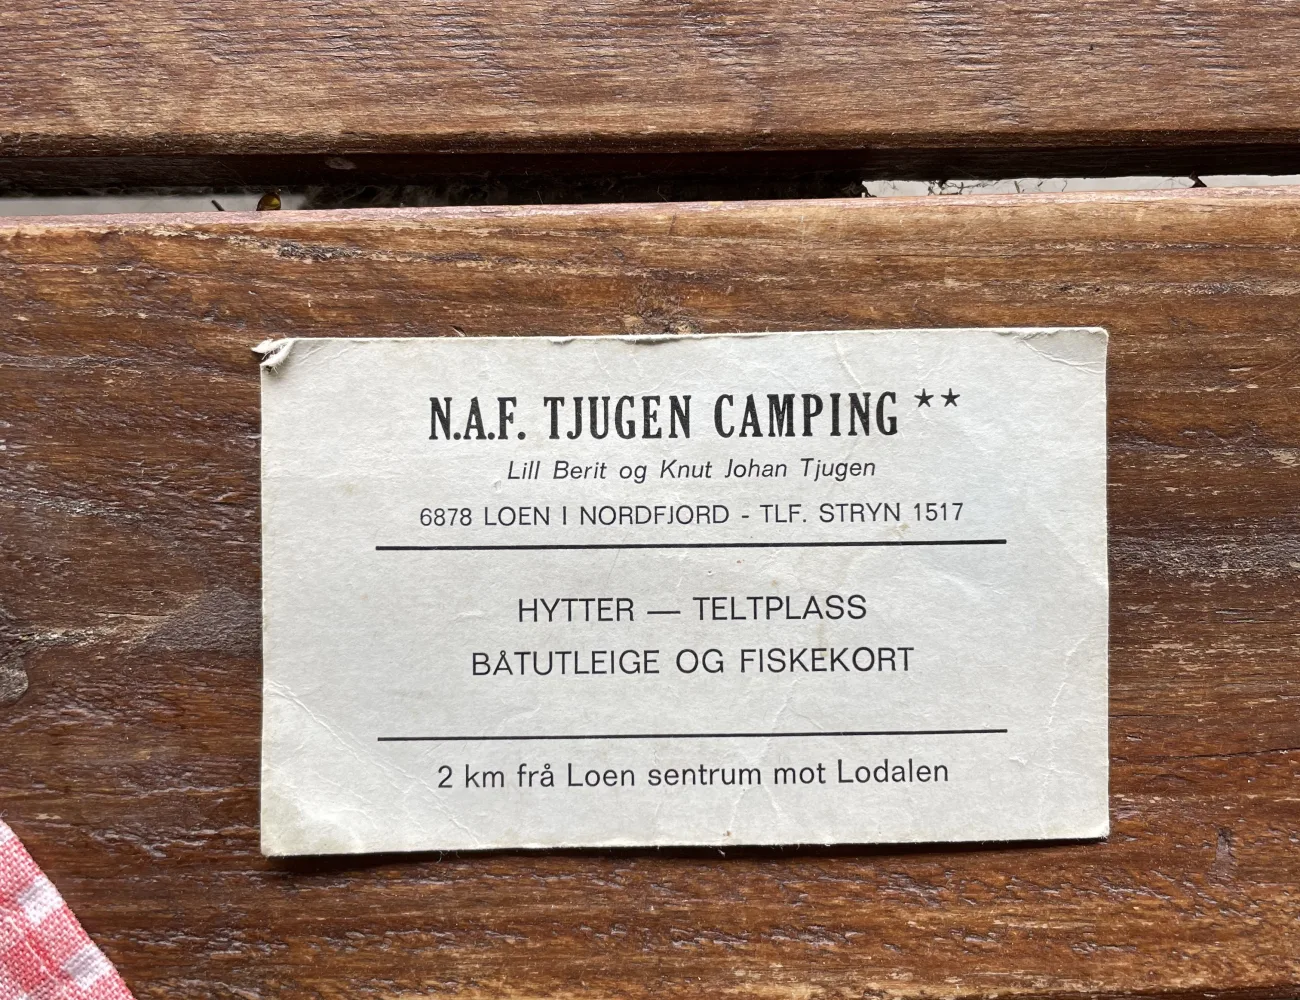 N.A.F. TJUGEN CAMPING ★★
Lill Berit og Knut Johan Tjugen
6878 LOEN I NORDFJORD - TLF. STRYN 1517
HYTTER — TELTPLASS
BÅTUTLEIGE OG FISKEKORT
2 km frå Loen sentrum mot Lodalen